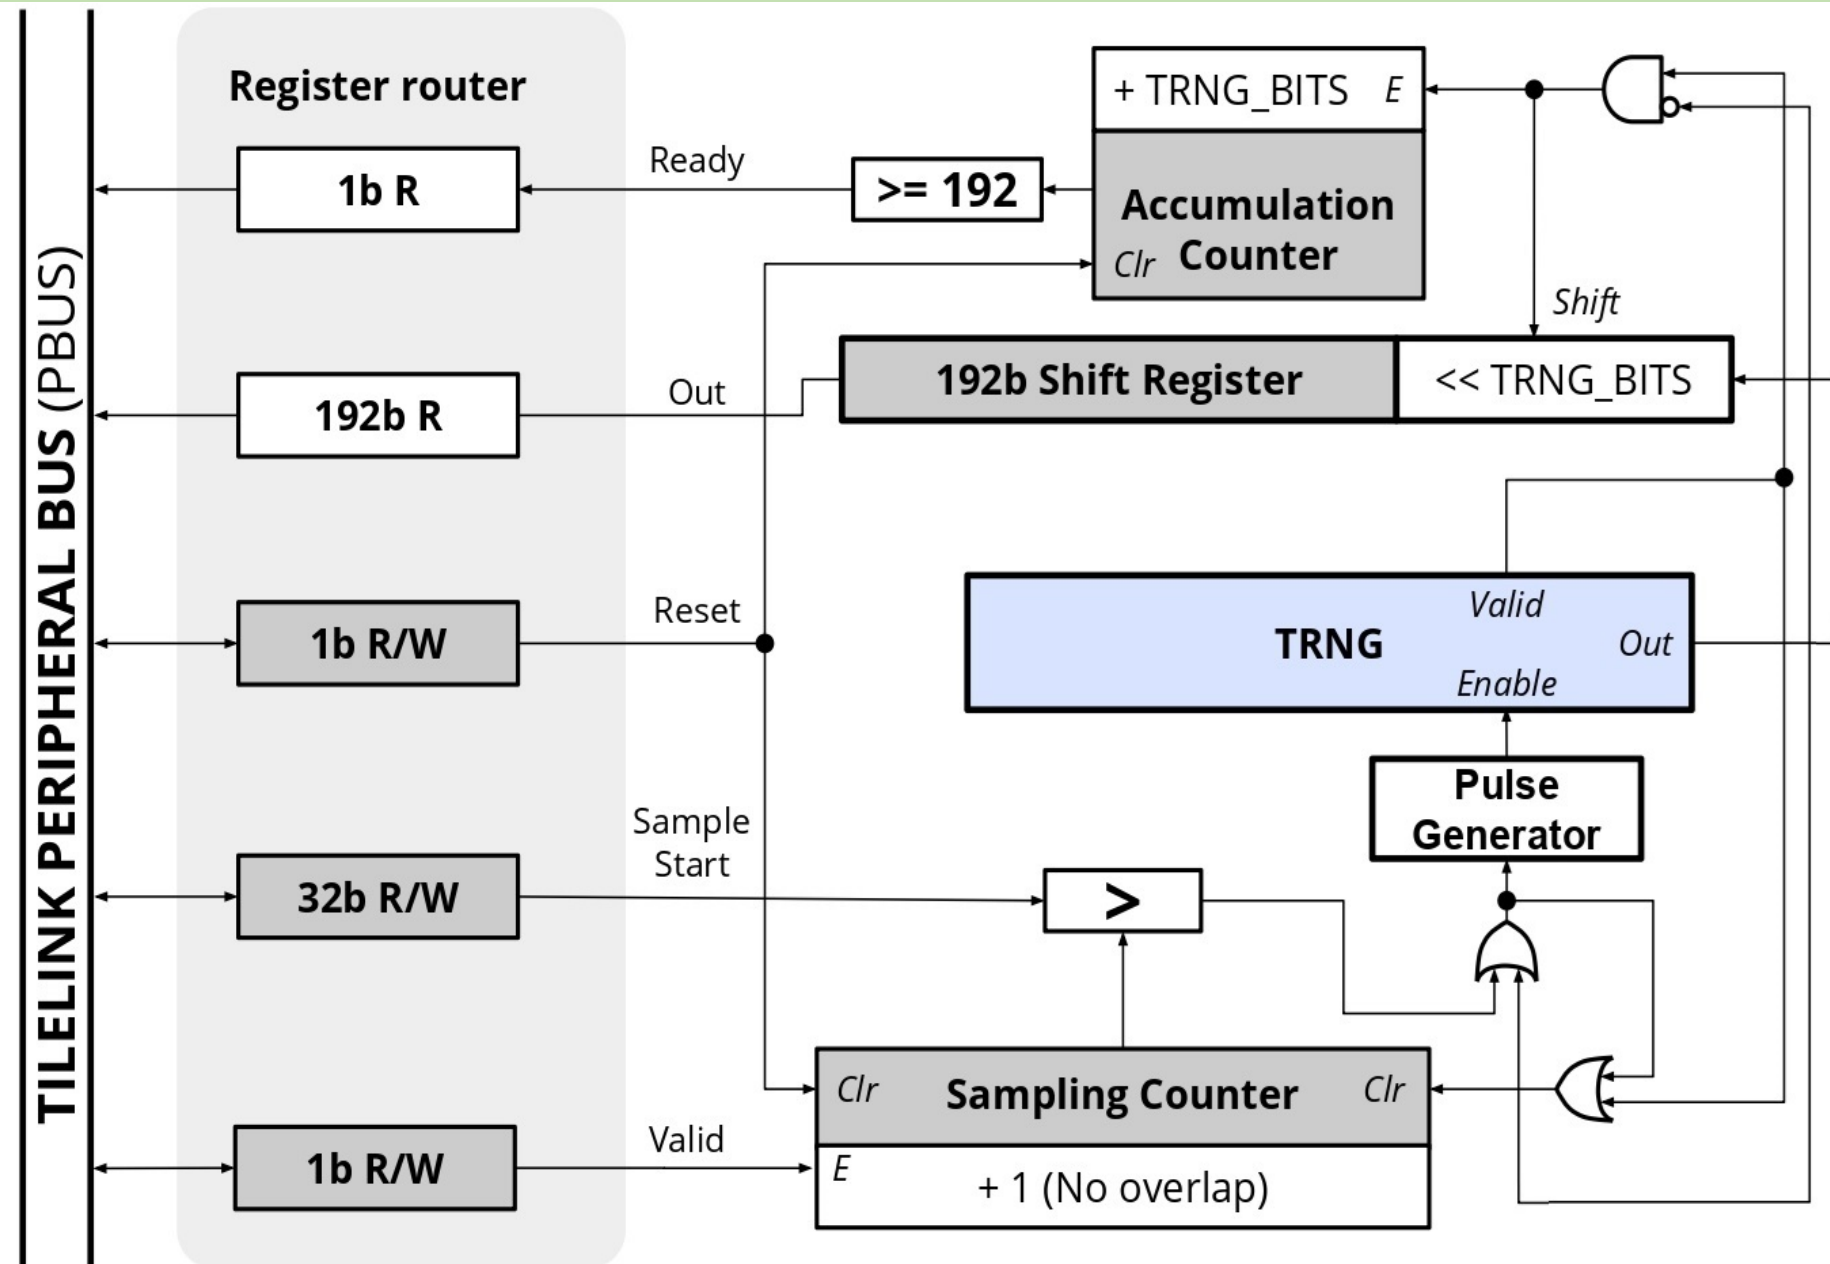 TILELINK PERIPHERAL BUS (PBUS)
Register router
1b R
192b R
1b R/W
32b R/W
1b R/W
Ready
Out
Reset
Sample
Start
Valid
>= 192
+ TRNG_BITS E
Accumulation
Clr Counter
Shift
192b Shift Register
<< TRNG_BITS
Valid
TRNG
Out
Enable
Pulse
Generator
>
Clr Sampling Counter Clr
E
+ 1 (No overlap)